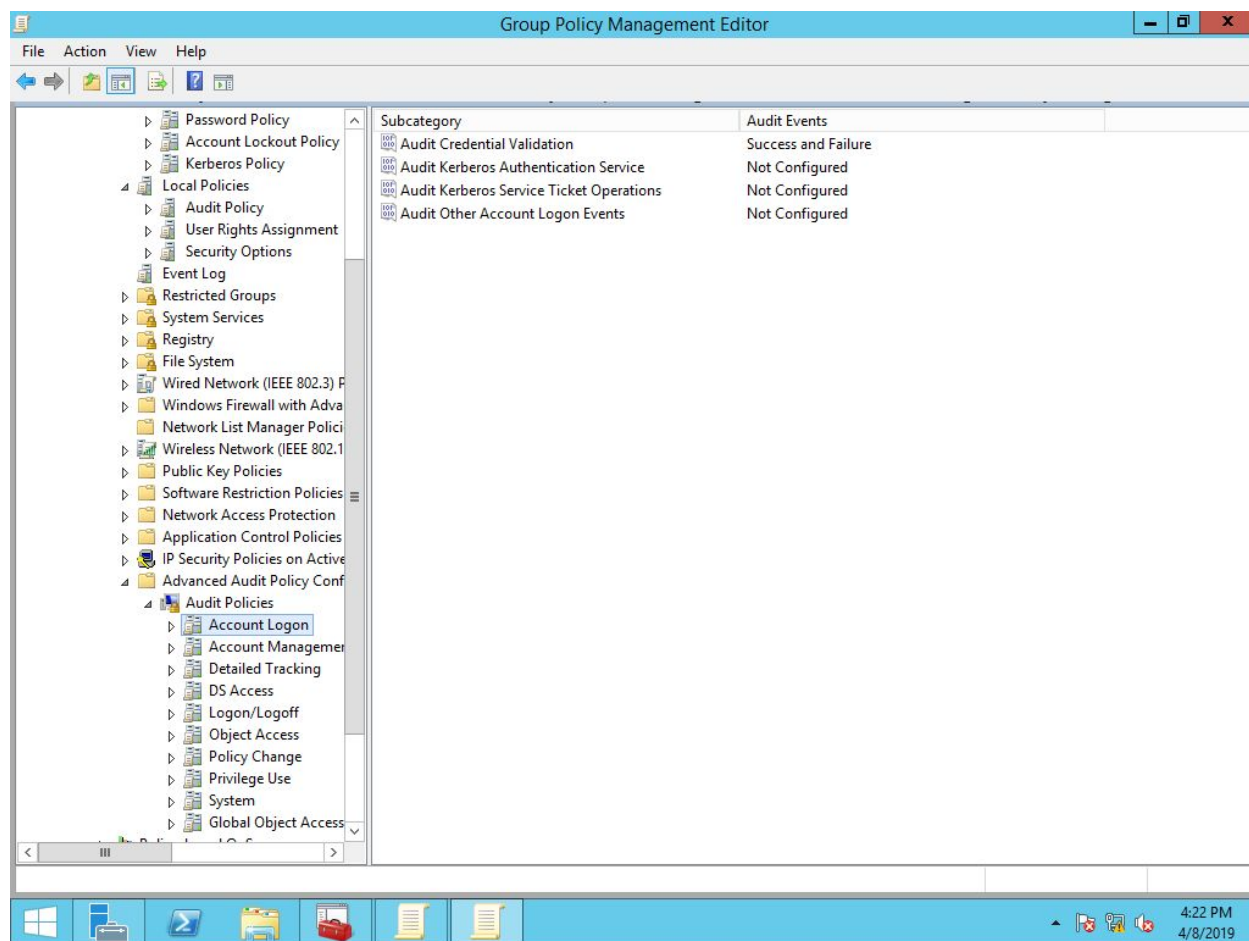 Group Policy Management Editor
File Action View Help
Password Policy
Account Lockout Policy
Kerberos Policy
Local Policies
Audit Policy
User Rights Assignment
Security Options
Event Log
Restricted Groups
System Services
Registry
File System
Wired Network (IEEE 802.3) P
Windows Firewall with Adva
Network List Manager Polici
Wireless Network (IEEE 802.1
Public Key Policies
Software Restriction Policies
Network Access Protection
Application Control Policies
IP Security Policies on Active
Advanced Audit Policy Conf
Audit Policies
Account Logon
Account Managemen
Detailed Tracking
DS Access
Logon/Logoff
Object Access
Policy Change
Privilege Use
System
Global Object Access
Subcategory Audit Events
Audit Credential Validation Success and Failure
Audit Kerberos Authentication Service Not Configured
Audit Kerberos Service Ticket Operations Not Configured
Audit Other Account Logon Events Not Configured
4:22 PM
4/8/2019